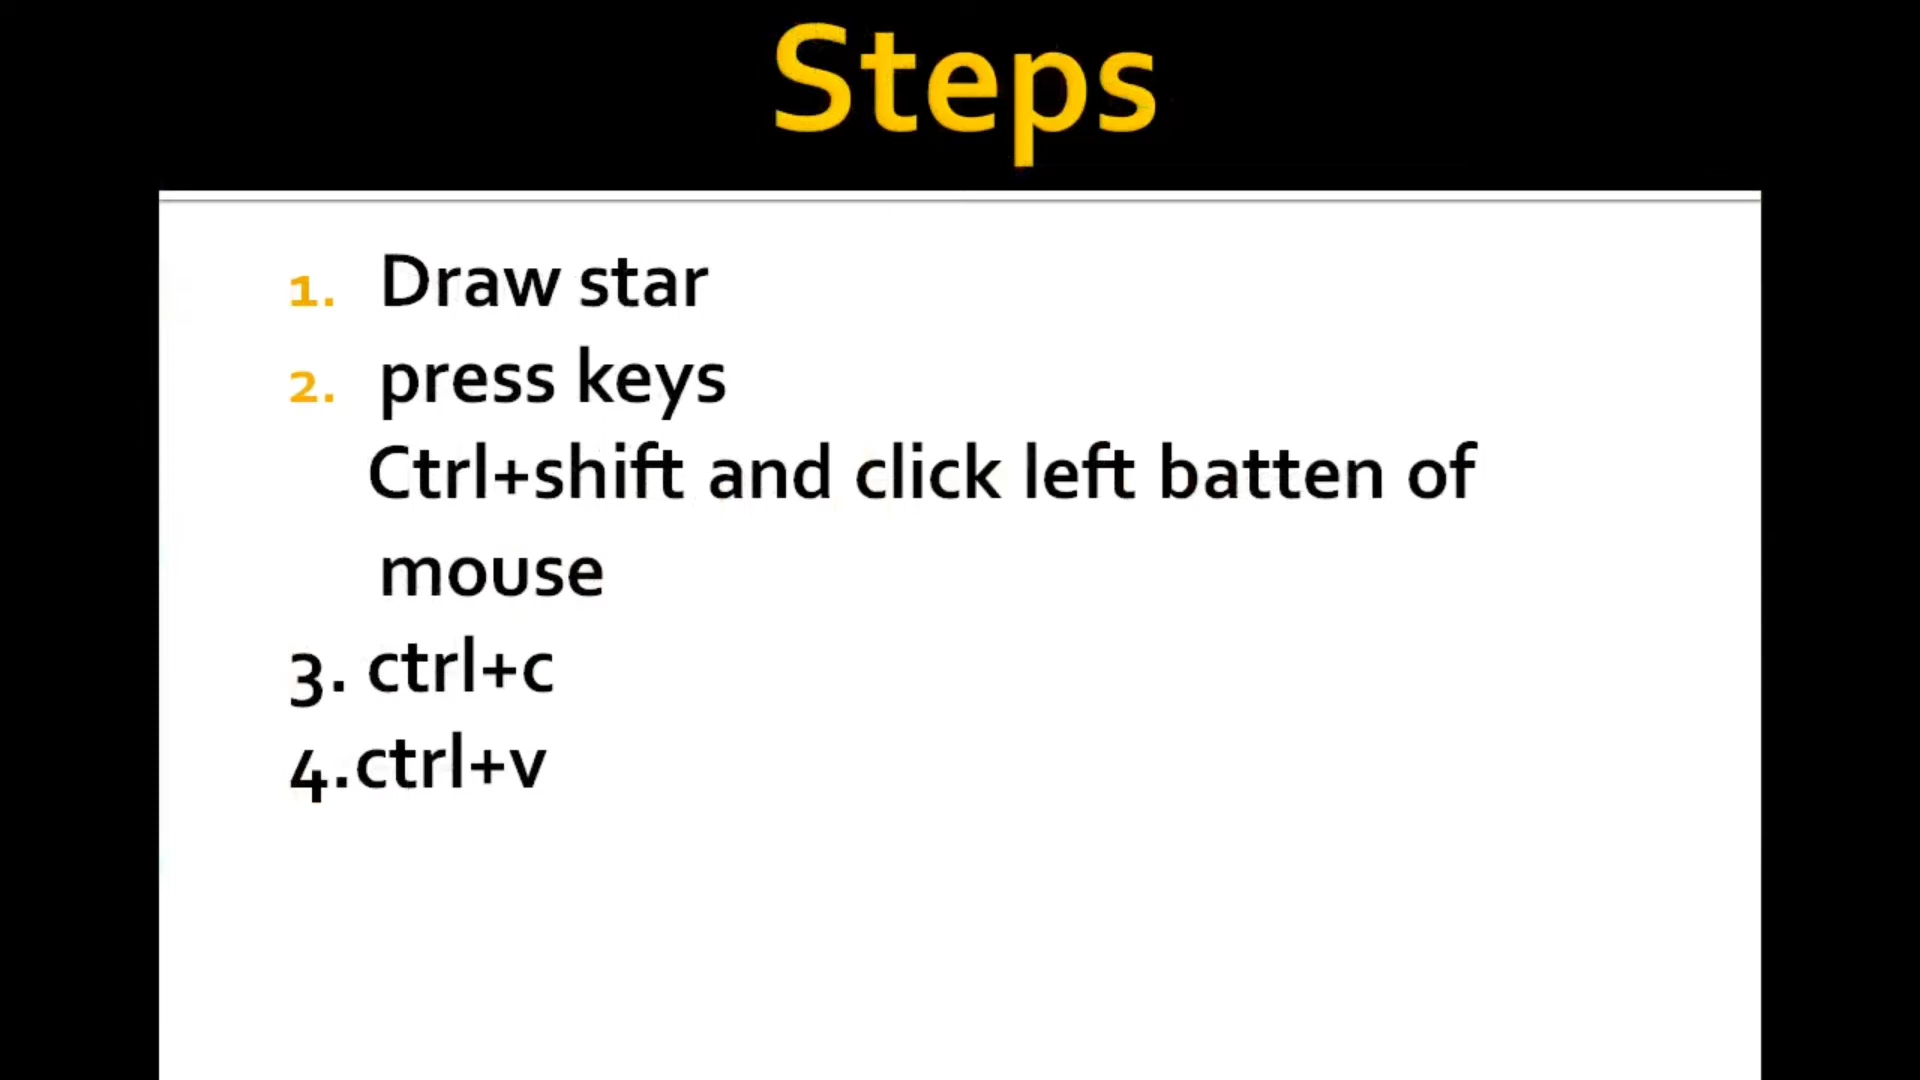 Steps
1. Draw star
2. press keys
Ctrl+shift and click left batten of
mouse
3. ctrl+c
4.ctrl+v